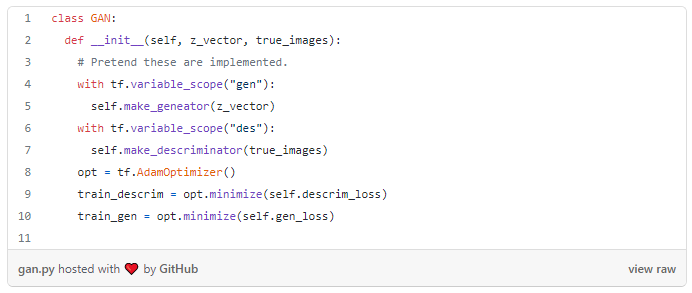 1 class GAN:
2 def __init__(self, z_vector, true_images):
3 # Pretend these are implemented.
4 with tf.variable_scope("gen"):
5 self.make_geneator(z_vector)
6 with tf.variable_scope("des"):
7 self.make_descriminator(true_images)
8 opt = tf.AdamOptimizer()
9 train_descrim = opt.minimize(self.descrim_loss)
10 train_gen = opt.minimize(self.gen_loss)
11
gan.py hosted with ❤ by GitHub view raw